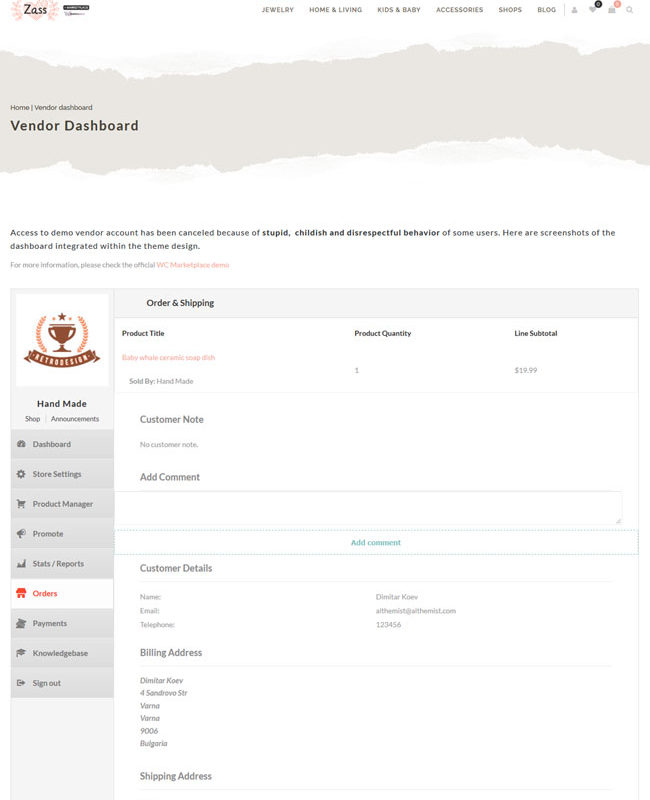 Zass
JEWELRY HOME & LIVING KIDS & BABY ACCESSORIES SHOPS BLOG
0 0
Home | Vendor dashboard
Vendor Dashboard
Access to demo vendor account has been canceled because of stupid, childish and disrespectful behavior of some users. Here are screenshots of the
dashboard integrated within the theme design.
For more information, please check the official WC Marketplace demo
RETRODESIGN
Hand Made
Shop Announcements
Dashboard
Store Settings
Product Manager
Promote
Stats / Reports
Orders
Payments
Knowledgebase
Sign out
Order & Shipping
Product Title Product Quantity Line Subtotal
Baby whale ceramic soap dish
1 $19.99
Sold By: Hand Made
Customer Note
No customer note.
Add Comment
Add comment
Customer Details
Name: Dimitar Koev
Email: althemist@althemist.com
Telephone: 123456
Billing Address
Dimitar Koev
4 Sandrovo Str
Varna
Varna
9006
Bulgaria
Shipping Address